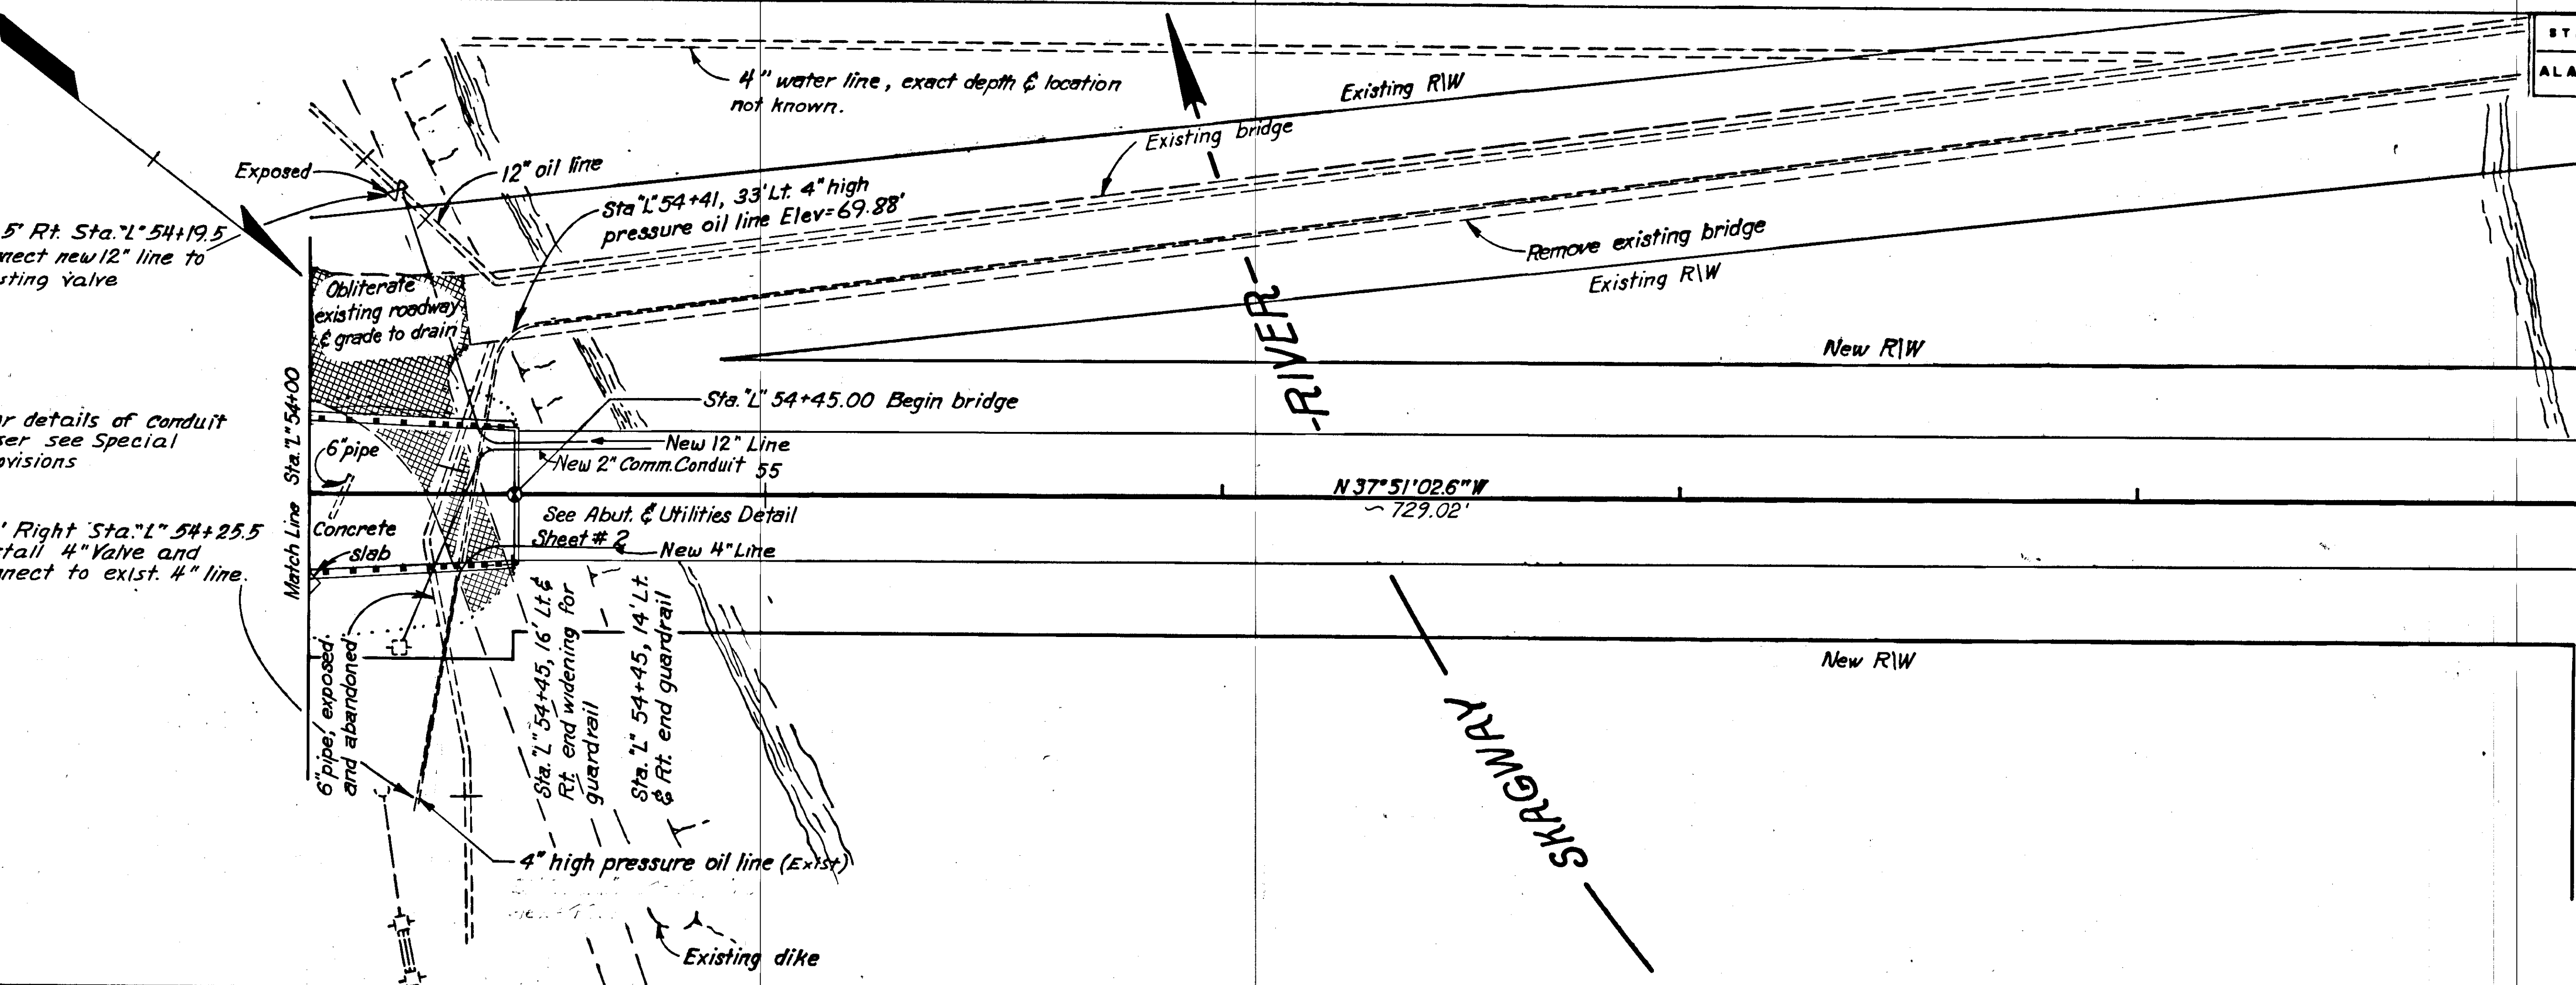 4" water line, exact depth & location
not known.
Existing R\W
Existing bridge
ST
ALA
Exposed
12" oil line
Sta "L" 54+41, 33' Lt. 4" high
pressure oil line Elev=69.88'
5' Rt. Sta. "L" 54+19.5
nect new 12" line to
sting valve
Remove existing bridge
Existing R\W
Obliterate
existing roadway
& grade to drain
-RIVER-
New R\W
Match Line Sta. "L" 54+00
Sta. "L" 54+45.00 Begin bridge
r details of conduit
ser see Special
ovisions
6" pipe
New 12" Line
New 2" Comm. Conduit
55
N 37°51'02.6" W
~ 729.02'
See Abut. & Utilities Detail
Sheet # 2
New 4" Line
' Right Sta. "L" 54+25.5
tall 4" Valve and
nect to exist. 4" line.
Concrete
slab
6" pipe, exposed
and abandoned
Sta. "L" 54+45, 16' Lt. &
Rt. end widening for
guardrail
Sta. "L" 54+45, 14' Lt.
& Rt. end guardrail
New R\W
SKAGWAY
4" high pressure oil line (Exist)
Existing dike